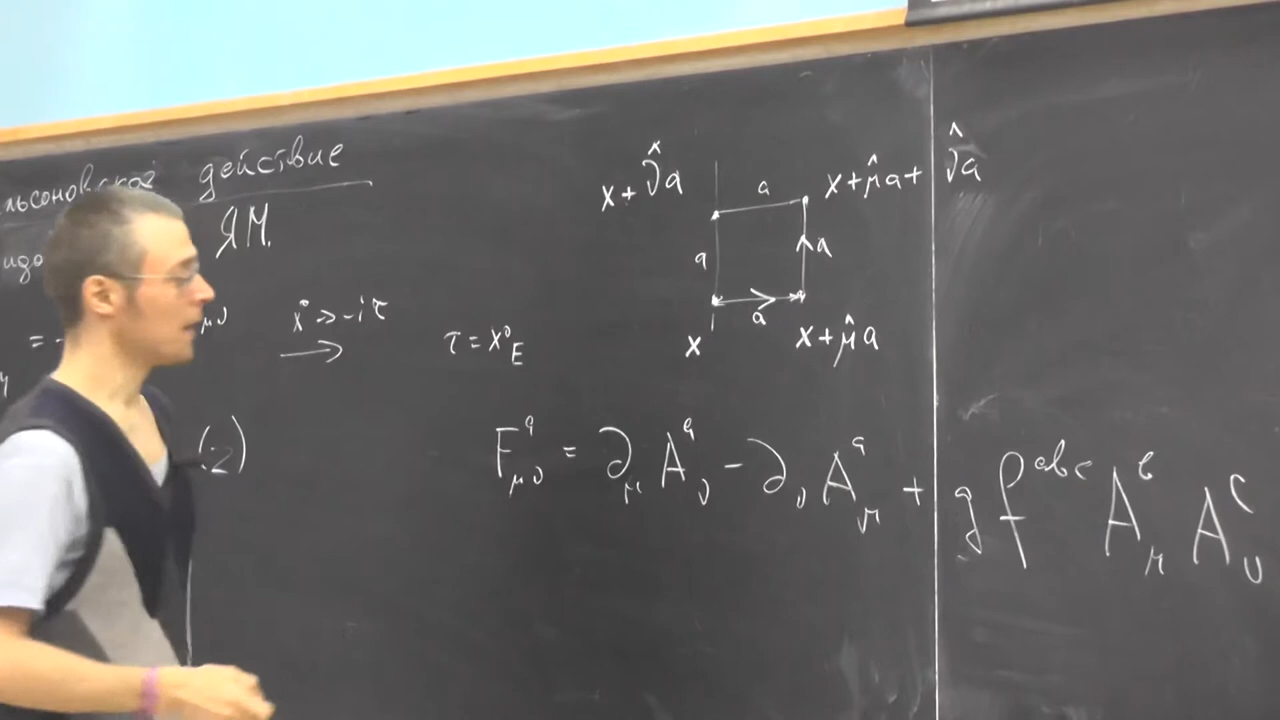 действие
ЯМ.
x⁰ → -iτ
τ = x⁰_E
(2)
x + ν̂a
a
x + μ̂a + ν̂a
a
a
a
x
x + μ̂a
F^a_μν = ∂_μ A^a_ν - ∂_ν A^a_μ + g f^abc A^b_μ A^c_ν